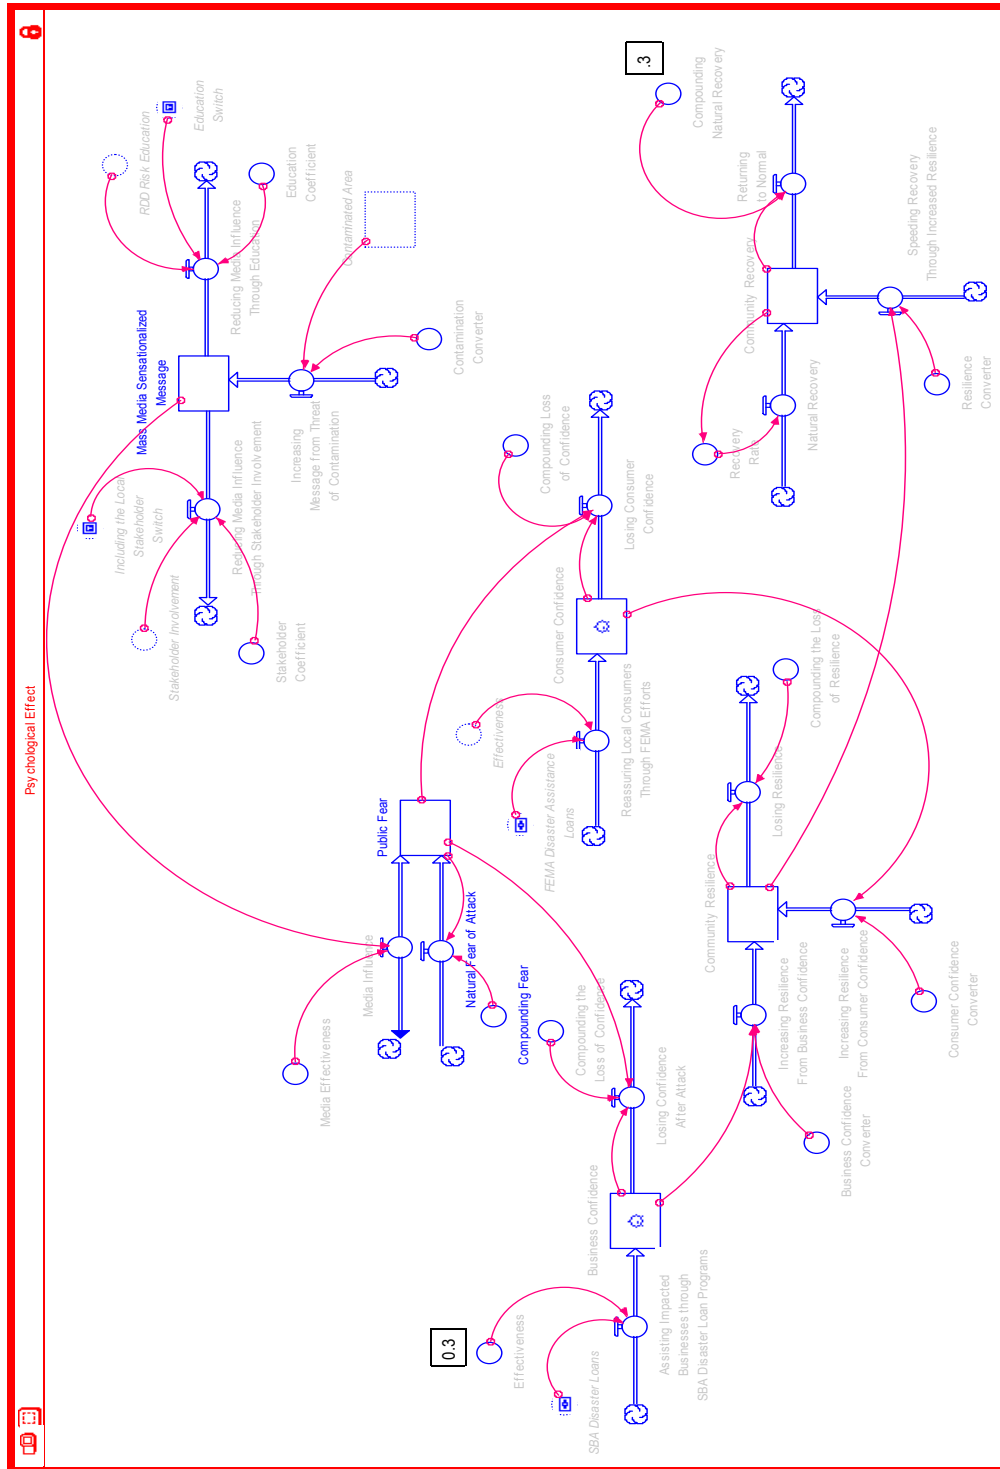 Psychological Effect
RDD Risk Education
Education
Switch
Mass Media Sensationalized
Message
Reducing Media Influence
Through Education
Education
Coefficient
Contaminated Area
Including the Local
Stakeholder
Switch
Stakeholder Involvement
Reducing Media Influence
Through Stakeholder Involvement
Stakeholder
Coefficient
Increasing
Message from Threat
of Contamination
Contamination
Converter
.3
Compounding
Natural Recovery
Returning
to Normal
Community Recovery
Recovery
Rate
Natural Recovery
Speeding Recovery
Through Increased Resilience
Resilience
Converter
Public Fear
Media Influence
Media Effectiveness
Natural Fear of Attack
Compounding Fear
Effectiveness
FEMA Disaster Assistance
Loans
Reassuring Local Consumers
Through FEMA Efforts
Consumer Confidence
Losing Consumer
Confidence
Compounding Loss
of Confidence
Compounding the
Loss of Confidence
Losing Confidence
After Attack
Business Confidence
0.3
Effectiveness
SBA Disaster Loans
Assisting Impacted
Businesses through
SBA Disaster Loan Programs
Community Resilience
Losing Resilience
Compounding the Loss
of Resilience
Increasing Resilience
From Business Confidence
Increasing Resilience
From Consumer Confidence
Business Confidence
Converter
Consumer Confidence
Converter